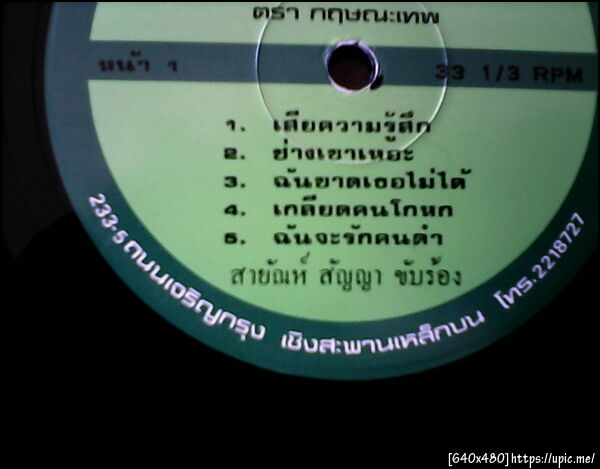 ตรา กฤษณะเทพ
หน้า 1
33 1/3 RPM
1. เสียความรู้สึก
2. ช่างเขาเหอะ
3. ฉันขาดเธอไม่ได้
4. เกลียดคนโกหก
5. ฉันจะรักคนดำ
สายัณห์ สัญญา ขับร้อง
233-5 ถนนเจริญกรุง เชิงสะพานเหล็กบน โทร.2218727
[640x480]https://upic.me/